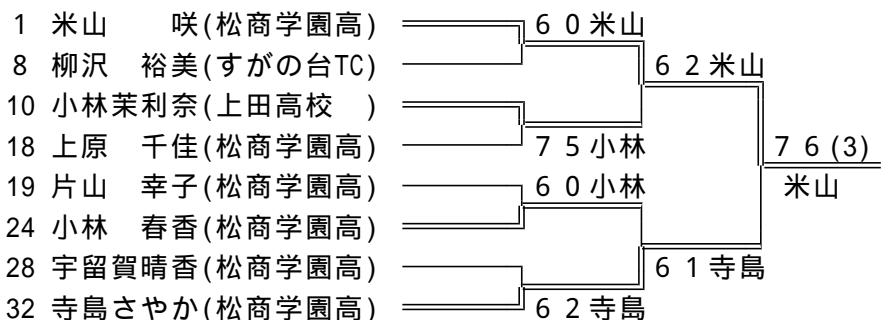 1 米山　　咲(松商学園高) 6 0 米山
8 柳沢　裕美(すがの台TC) 6 2 米山
10 小林茉利奈(上田高校　)
18 上原　千佳(松商学園高) 7 5 小林 7 6 (3)
19 片山　幸子(松商学園高) 6 0 小林 米山
24 小林　春香(松商学園高)
28 宇留賀晴香(松商学園高) 6 1 寺島
32 寺島さやか(松商学園高) 6 2 寺島